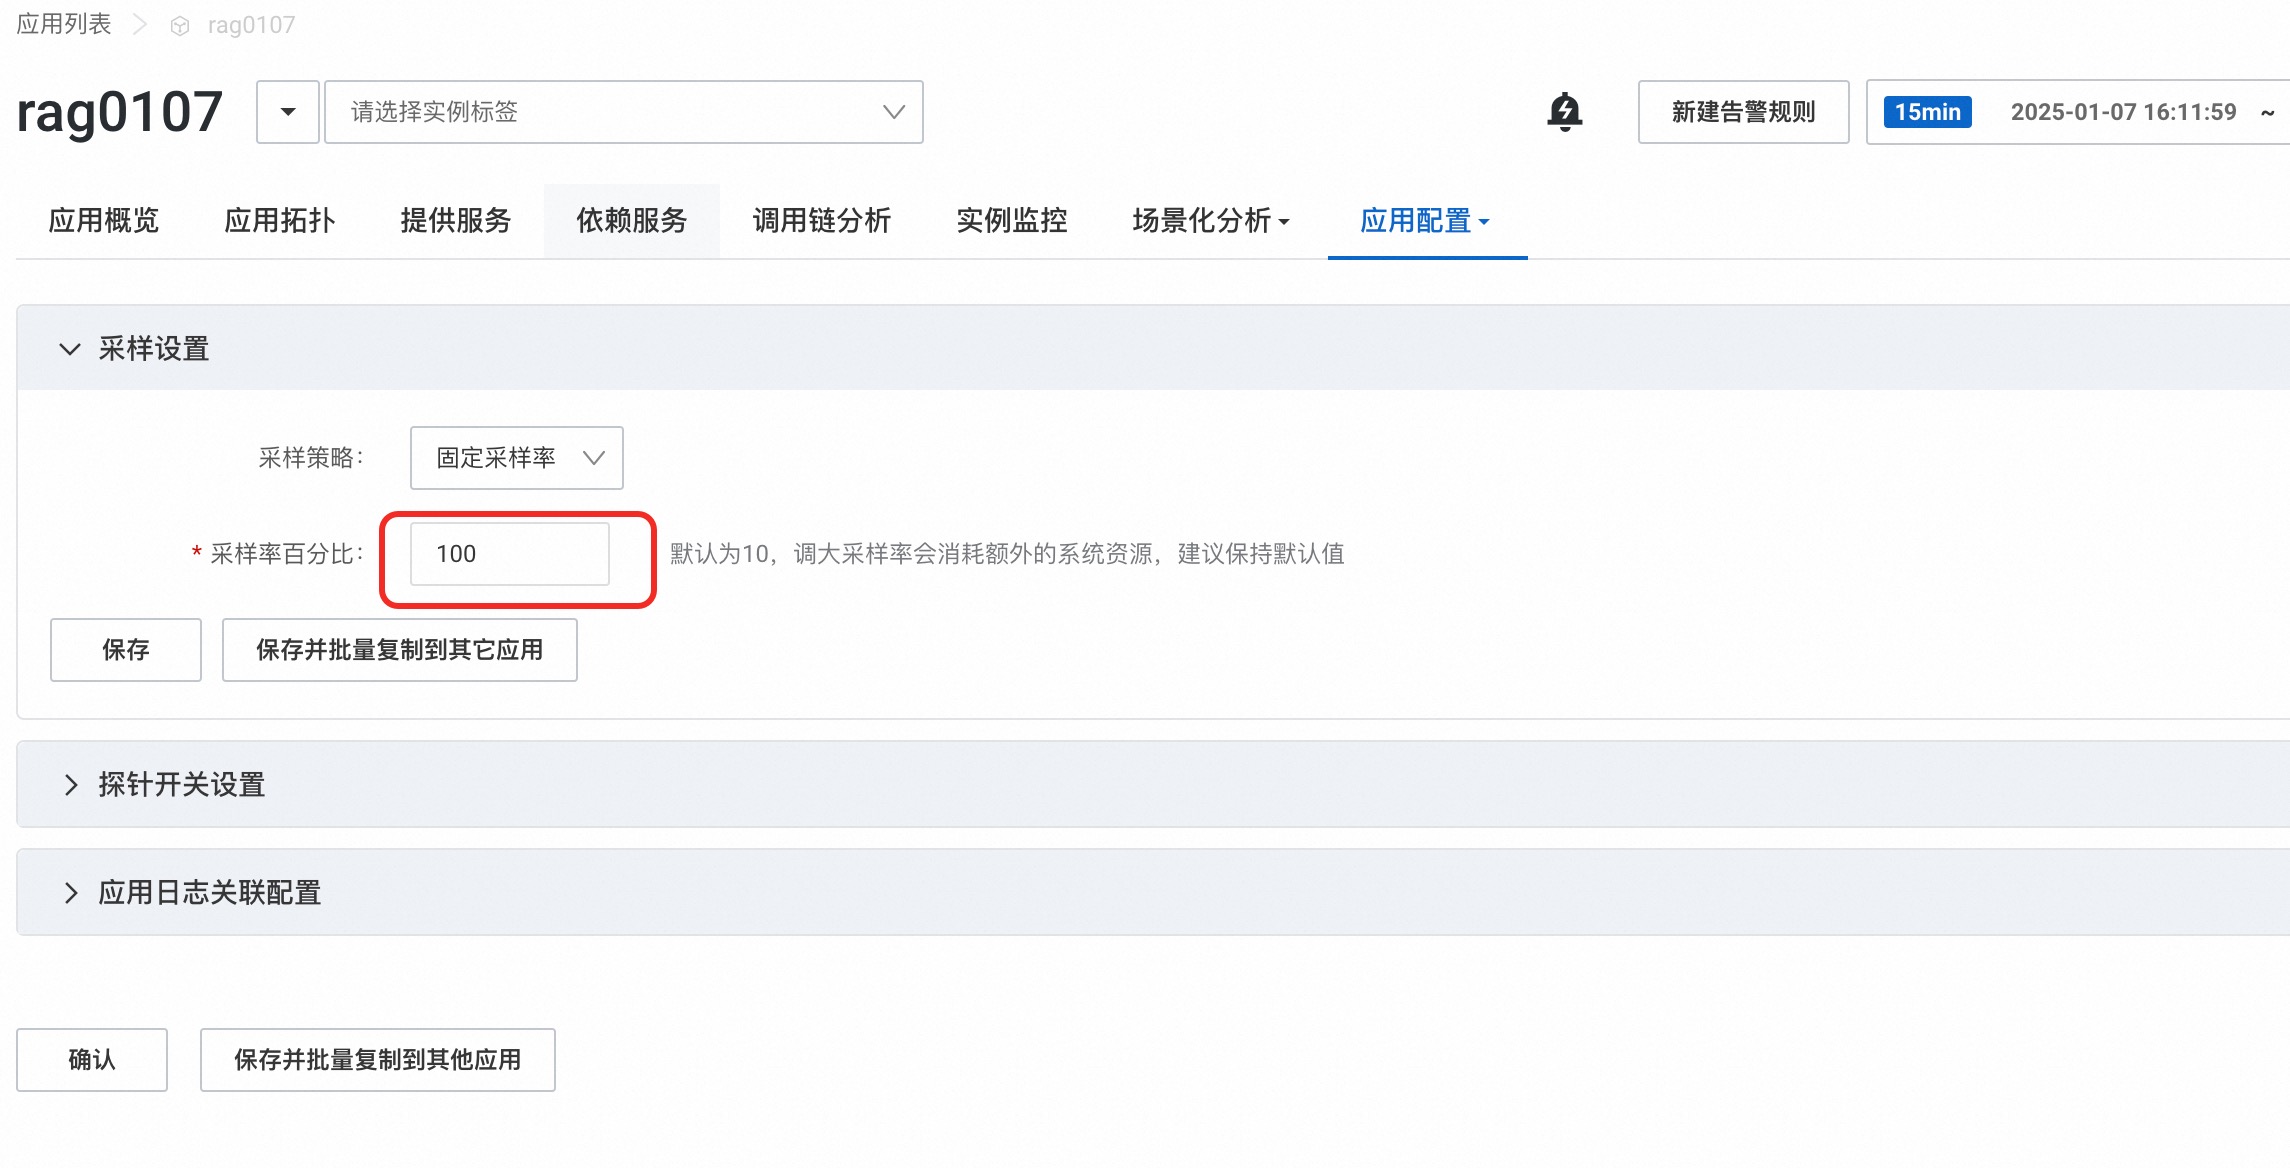 应用列表 rag0107
rag0107 请选择实例标签 新建告警规则 15min 2025-01-07 16:11:59 ~
应用概览 应用拓扑 提供服务 依赖服务 调用链分析 实例监控 场景化分析 应用配置
采样设置
采样策略： 固定采样率
* 采样率百分比： 100 默认为10，调大采样率会消耗额外的系统资源，建议保持默认值
保存 保存并批量复制到其它应用
探针开关设置
应用日志关联配置
确认 保存并批量复制到其他应用